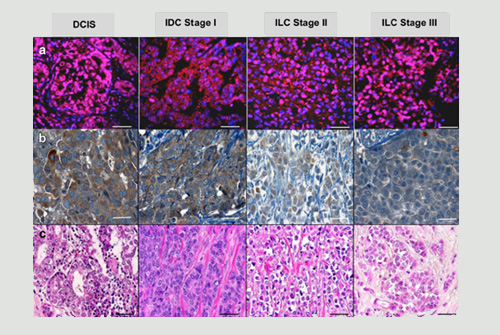 DCIS
IDC Stage I
ILC Stage II
ILC Stage III
a
b
c